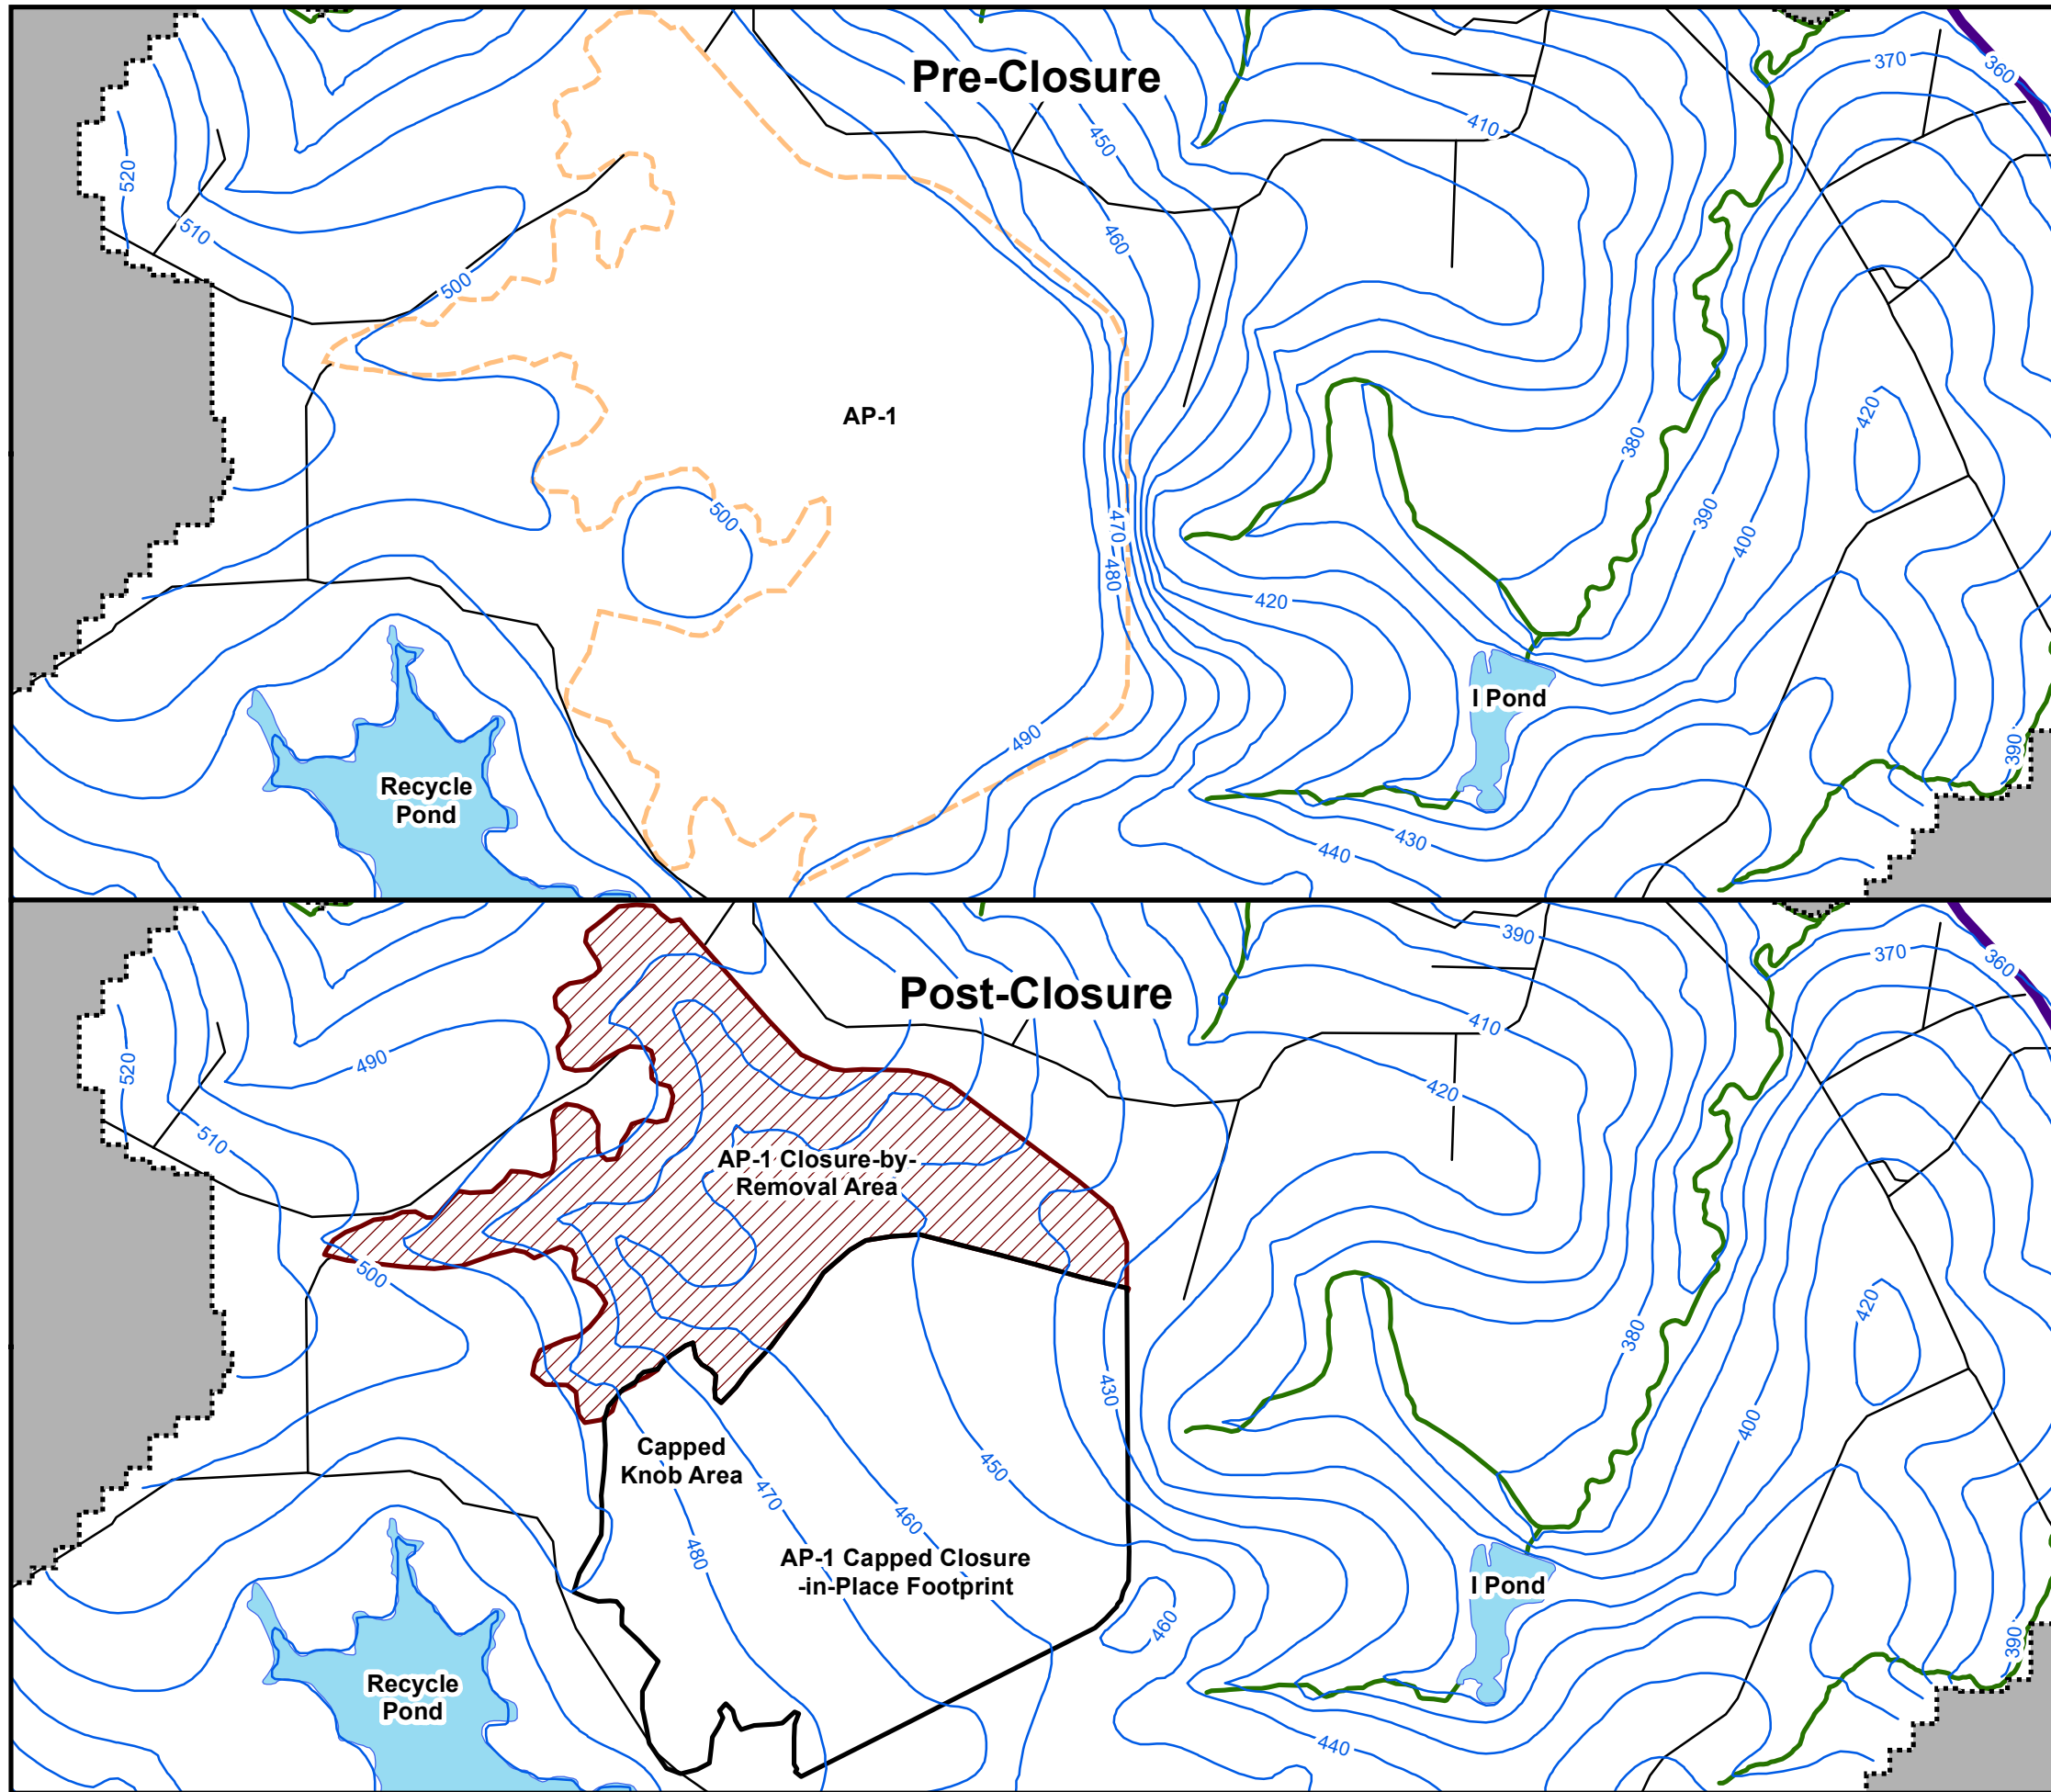 Pre-Closure
370
360
410
450
520
510
460
500
AP-1
420
380
500
390
470
400
480
420
I Pond
490
390
Recycle
Pond
430
440
Post-Closure
390
370
360
410
490
520
420
510
AP-1 Closure-by-
Removal Area
500
420
380
430
400
Capped
Knob Area
450
470
460
480
AP-1 Capped Closure
-in-Place Footprint
I Pond
460
390
Recycle
Pond
440